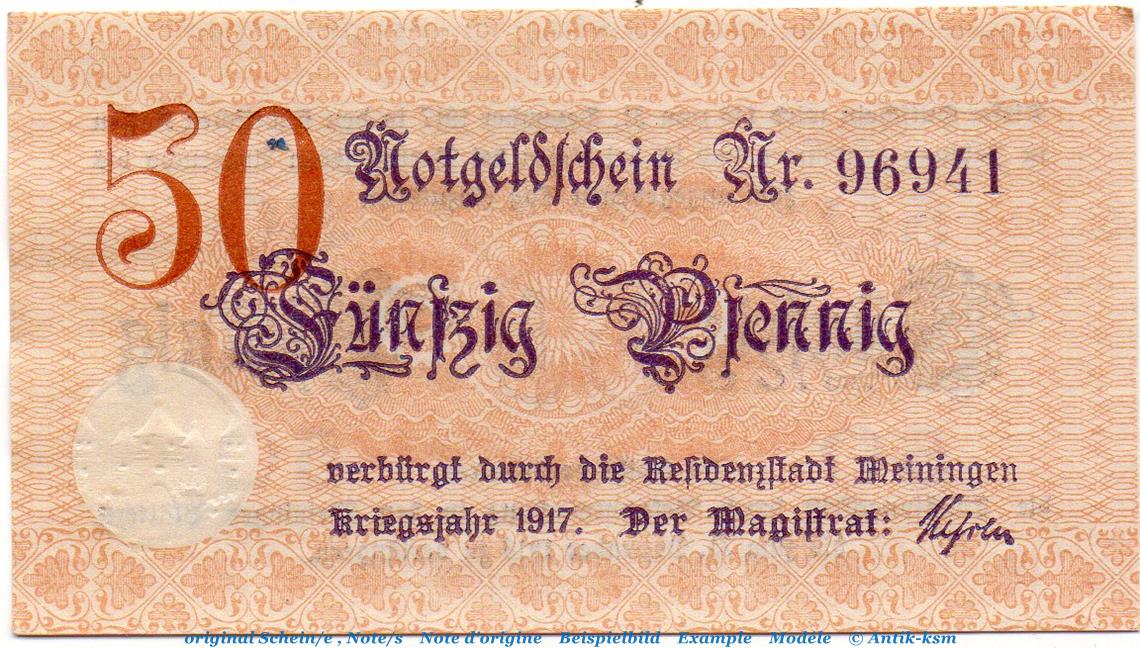 50
Notgeldschein Nr. 96941
Fünfzig Pfennig
verbürgt durch die Residenzstadt Meiningen
Kriegsjahr 1917. Der Magistrat:
original Schein/e , Note/s Note d'origine Beispielbild Example Modéle © Antik-ksm